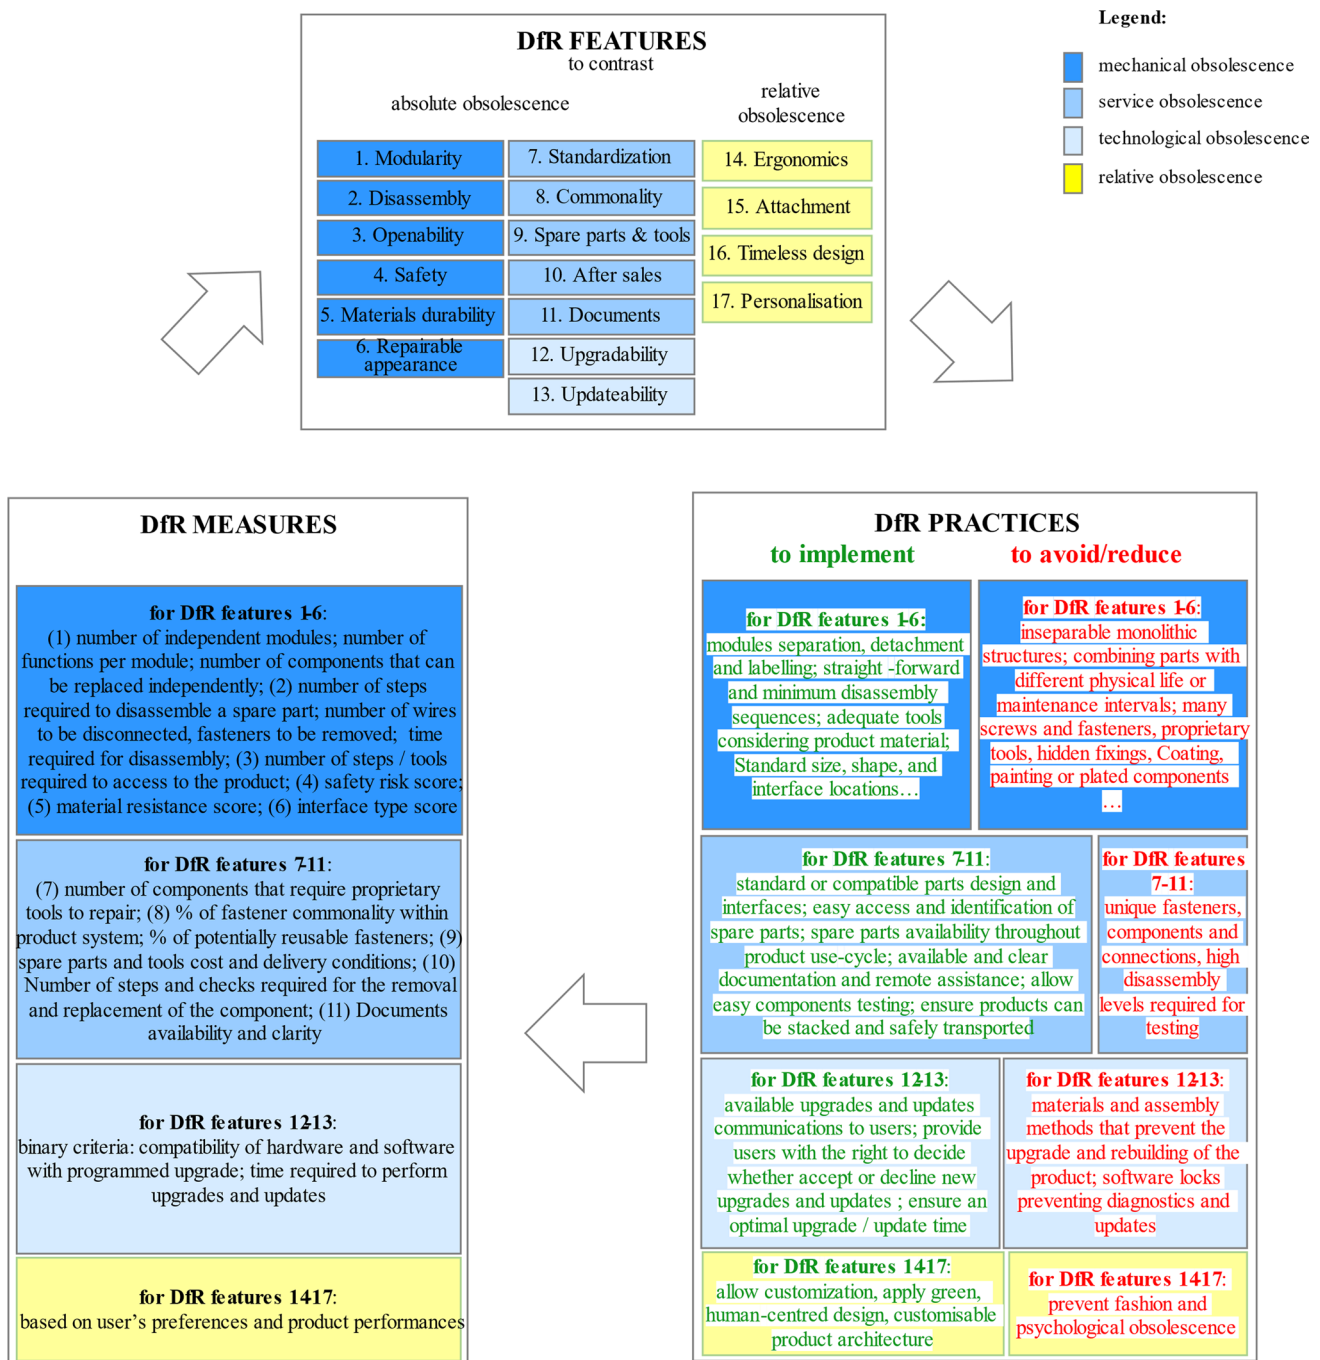 DfR FEATURES
to contrast
absolute obsolescence
relative
obsolescence
1. Modularity
2. Disassembly
3. Openability
4. Safety
5. Materials durability
6. Repairable
appearance
7. Standardization
8. Commonality
9. Spare parts & tools
10. After sales
11. Documents
12. Upgradability
13. Updateability
14. Ergonomics
15. Attachment
16. Timeless design
17. Personalisation
Legend:
mechanical obsolescence
service obsolescence
technological obsolescence
relative obsolescence
DfR MEASURES
for DfR features 1-6:
(1) number of independent modules; number of
functions per module; number of components that can
be replaced independently; (2) number of steps
required to disassemble a spare part; number of wires
to be disconnected, fasteners to be removed; time
required for disassembly; (3) number of steps / tools
required to access to the product; (4) safety risk score;
(5) material resistance score; (6) interface type score
for DfR features 7-11:
(7) number of components that require proprietary
tools to repair; (8) % of fastener commonality within
product system; % of potentially reusable fasteners; (9)
spare parts and tools cost and delivery conditions; (10)
Number of steps and checks required for the removal
and replacement of the component; (11) Documents
availability and clarity
for DfR features 12-13:
binary criteria: compatibility of hardware and software
with programmed upgrade; time required to perform
upgrades and updates
for DfR features 14-17:
based on user's preferences and product performances
DfR PRACTICES
to implement
to avoid/reduce
for DfR features 1-6:
modules separation, detachment
and labelling; straight -forward
and minimum disassembly
sequences; adequate tools
considering product material;
Standard size, shape, and
interface locations…
for DfR features 1-6:
inseparable monolithic
structures; combining parts with
different physical life or
maintenance intervals; many
screws and fasteners, proprietary
tools, hidden fixings, Coating,
painting or plated components
…
for DfR features 7-11:
standard or compatible parts design and
interfaces; easy access and identification of
spare parts; spare parts availability throughout
product use-cycle; available and clear
documentation and remote assistance; allow
easy components testing; ensure products can
be stacked and safely transported
for DfR features
7-11:
unique fasteners,
components and
connections, high
disassembly
levels required for
testing
for DfR features 12-13:
available upgrades and updates
communications to users; provide
users with the right to decide
whether accept or decline new
upgrades and updates ; ensure an
optimal upgrade / update time
for DfR features 12-13:
materials and assembly
methods that prevent the
upgrade and rebuilding of the
product; software locks
preventing diagnostics and
updates
for DfR features 14-17:
allow customization, apply green,
human-centred design, customisable
product architecture
for DfR features 14-17:
prevent fashion and
psychological obsolescence